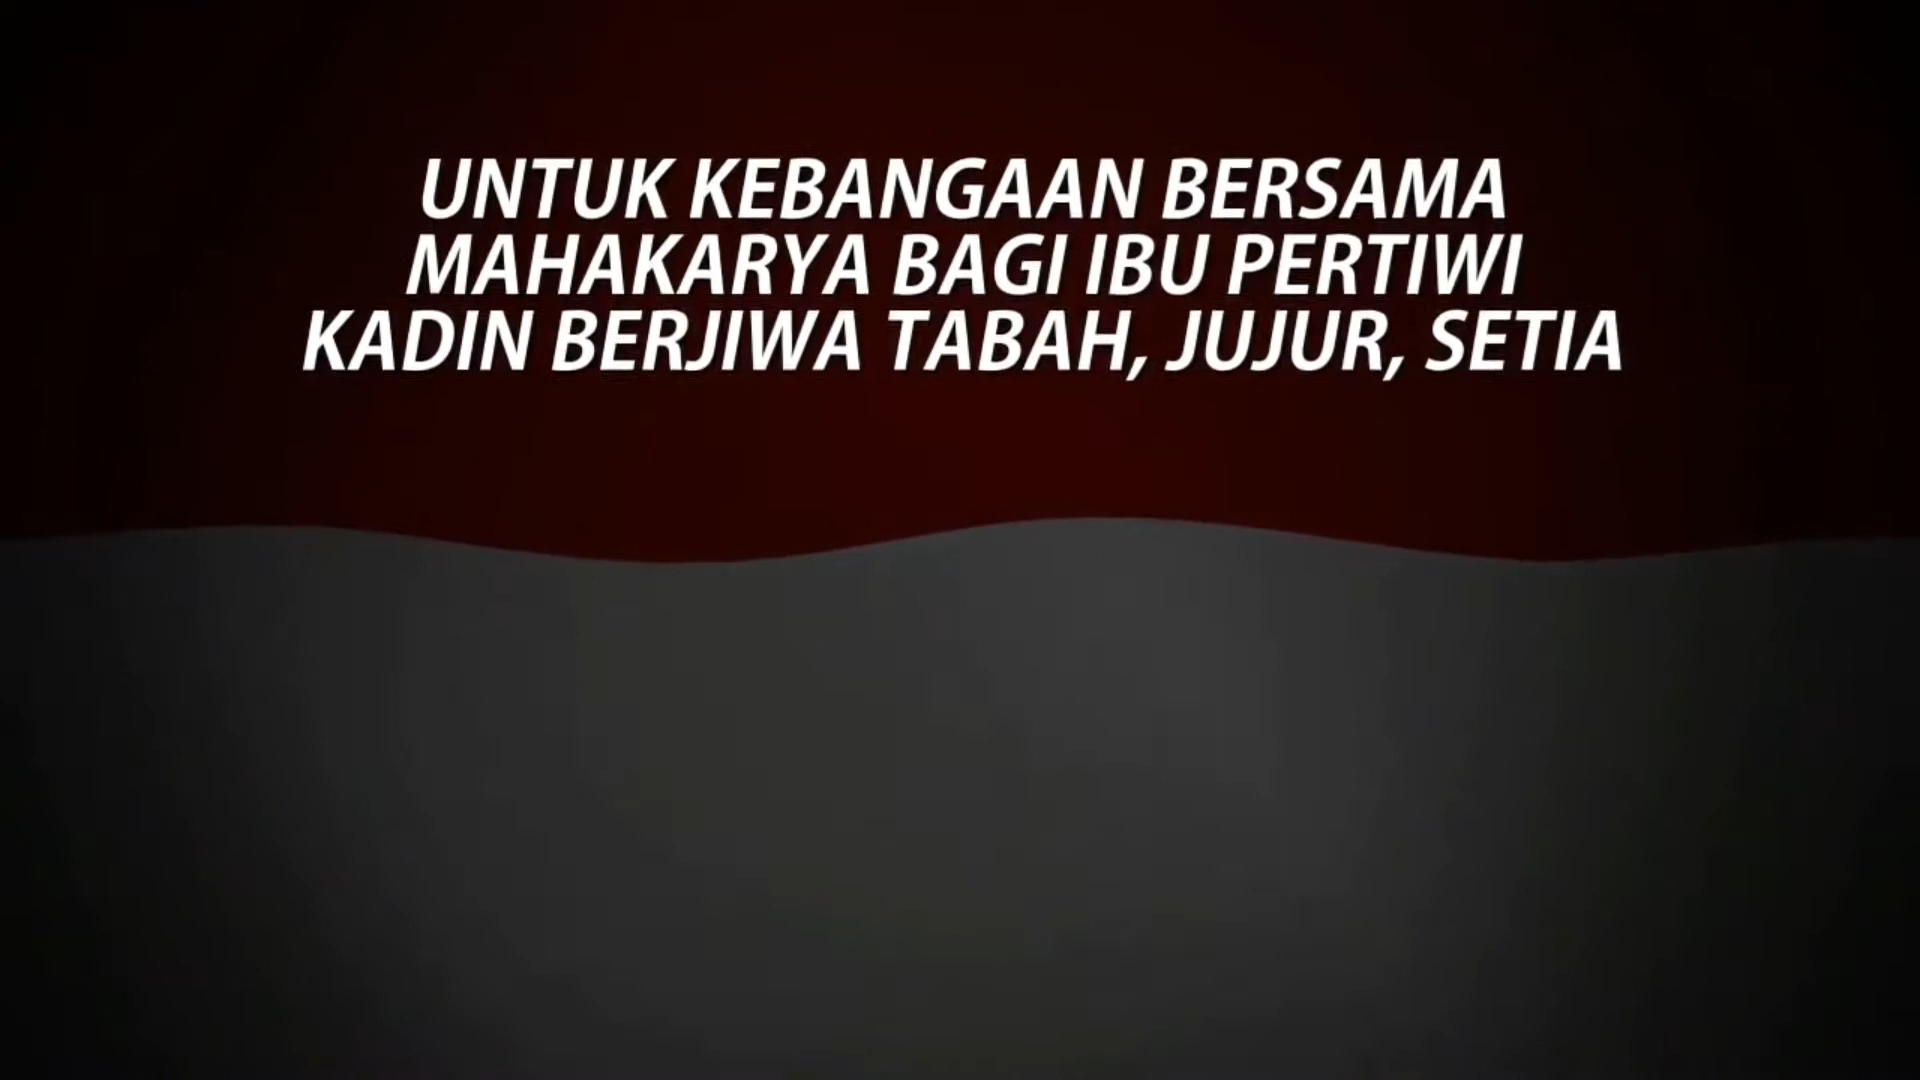 UNTUK KEBANGAAN BERSAMA
MAHAKARYA BAGI IBU PERTIWI
KADIN BERJIWA TABAH, JUJUR, SETIA